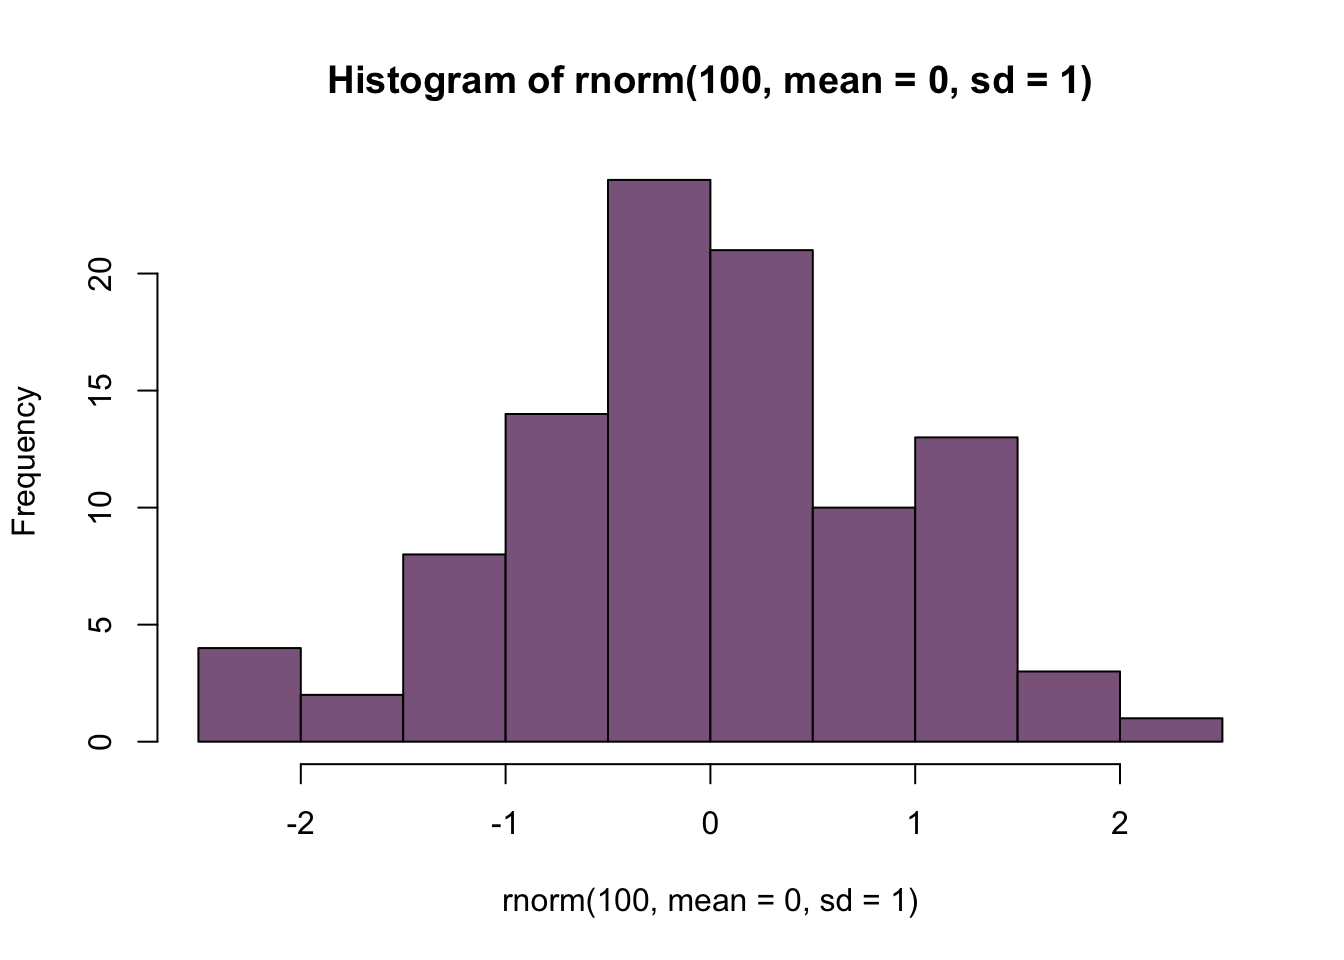 Histogram of rnorm(100, mean = 0, sd = 1)
Frequency
20
15
10
5
0
-2 -1 0 1 2
rnorm(100, mean = 0, sd = 1)